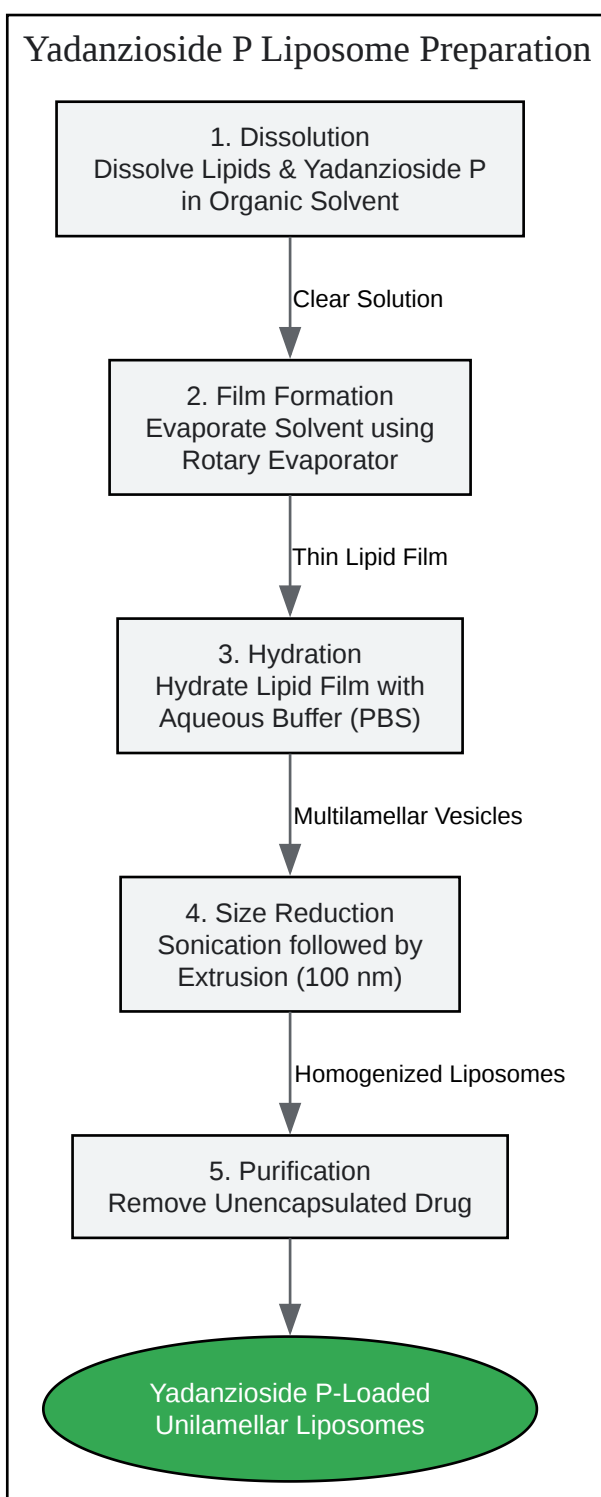 Yadanzioside P Liposome Preparation
1. Dissolution
Dissolve Lipids & Yadanzioside P
in Organic Solvent
Clear Solution
2. Film Formation
Evaporate Solvent using
Rotary Evaporator
Thin Lipid Film
3. Hydration
Hydrate Lipid Film with
Aqueous Buffer (PBS)
Multilamellar Vesicles
4. Size Reduction
Sonication followed by
Extrusion (100 nm)
Homogenized Liposomes
5. Purification
Remove Unencapsulated Drug
Yadanzioside P-Loaded
Unilamellar Liposomes